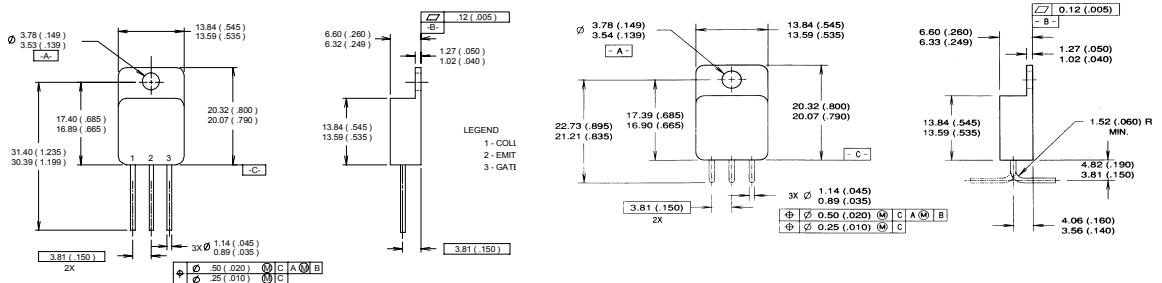 Ø 3.78 (.149)
3.53 (.139)
-A-
13.84 (.545)
13.59 (.535)
17.40 (.685)
16.89 (.665)
31.40 (1.235)
30.39 (1.199)
20.32 (.800)
20.07 (.790)
1 2 3
-C-
3.81 (.150)
2X
3X Ø 1.14 (.045)
0.89 (.035)
⌖ Ø .50 (.020) Ⓜ C A Ⓜ B
Ø .25 (.010) Ⓜ C
⏥ .12 (.005)
-B-
6.60 (.260)
6.32 (.249)
1.27 (.050)
1.02 (.040)
13.84 (.545)
13.59 (.535)
3.81 (.150)
LEGEND
1 - COLL
2 - EMIT
3 - GATE
Ø 3.78 (.149)
3.54 (.139)
- A -
13.84 (.545)
13.59 (.535)
22.73 (.895)
21.21 (.835)
17.39 (.685)
16.90 (.665)
20.32 (.800)
20.07 (.790)
- C -
3.81 (.150)
2X
3X Ø 1.14 (.045)
0.89 (.035)
⌖ Ø 0.50 (.020) Ⓜ C A Ⓜ B
⌖ Ø 0.25 (.010) Ⓜ C
⏥ 0.12 (.005)
- B -
6.60 (.260)
6.33 (.249)
1.27 (.050)
1.02 (.040)
13.84 (.545)
13.59 (.535)
1.52 (.060) R
MIN.
4.82 (.190)
3.81 (.150)
4.06 (.160)
3.56 (.140)